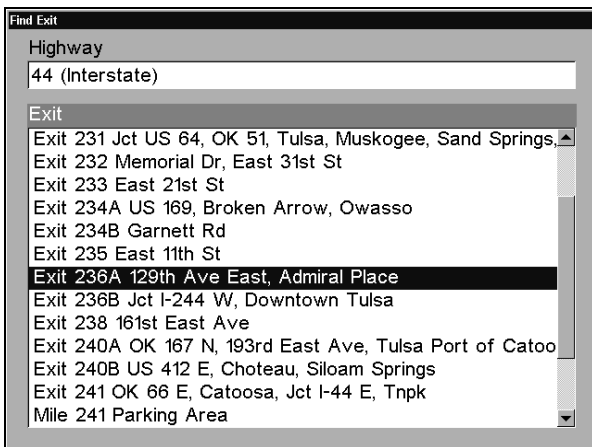 Find Exit
Highway
44 (Interstate)
Exit
Exit 231 Jct US 64, OK 51, Tulsa, Muskogee, Sand Springs,
Exit 232 Memorial Dr, East 31st St
Exit 233 East 21st St
Exit 234A US 169, Broken Arrow, Owasso
Exit 234B Garnett Rd
Exit 235 East 11th St
Exit 236A 129th Ave East, Admiral Place
Exit 236B Jct I-244 W, Downtown Tulsa
Exit 238 161st East Ave
Exit 240A OK 167 N, 193rd East Ave, Tulsa Port of Catoo
Exit 240B US 412 E, Choteau, Siloam Springs
Exit 241 OK 66 E, Catoosa, Jct I-44 E, Tnpk
Mile 241 Parking Area